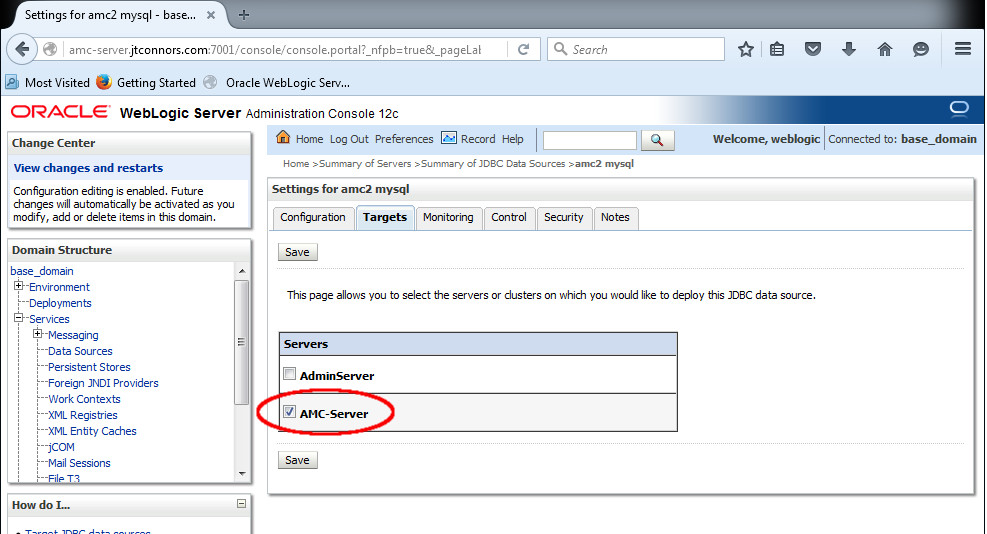 Settings for amc2 mysql - base...
amc-server.jtconnors.com:7001/console/console.portal?_nfpb=true&_pageLab
Search
Most Visited Getting Started Oracle WebLogic Serv...
ORACLE WebLogic Server Administration Console 12c
Change Center
View changes and restarts
Configuration editing is enabled. Future
changes will automatically be activated as you
modify, add or delete items in this domain.
Domain Structure
base_domain
Environment
Deployments
Services
Messaging
Data Sources
Persistent Stores
Foreign JNDI Providers
Work Contexts
XML Registries
XML Entity Caches
jCOM
Mail Sessions
File T3
How do I...
Target JDBC data sources
Home Log Out Preferences Record Help
Welcome, weblogic Connected to: base_domain
Home >Summary of Servers >Summary of JDBC Data Sources >amc2 mysql
Settings for amc2 mysql
Configuration Targets Monitoring Control Security Notes
Save
This page allows you to select the servers or clusters on which you would like to deploy this JDBC data source.
Servers
AdminServer
AMC-Server
Save